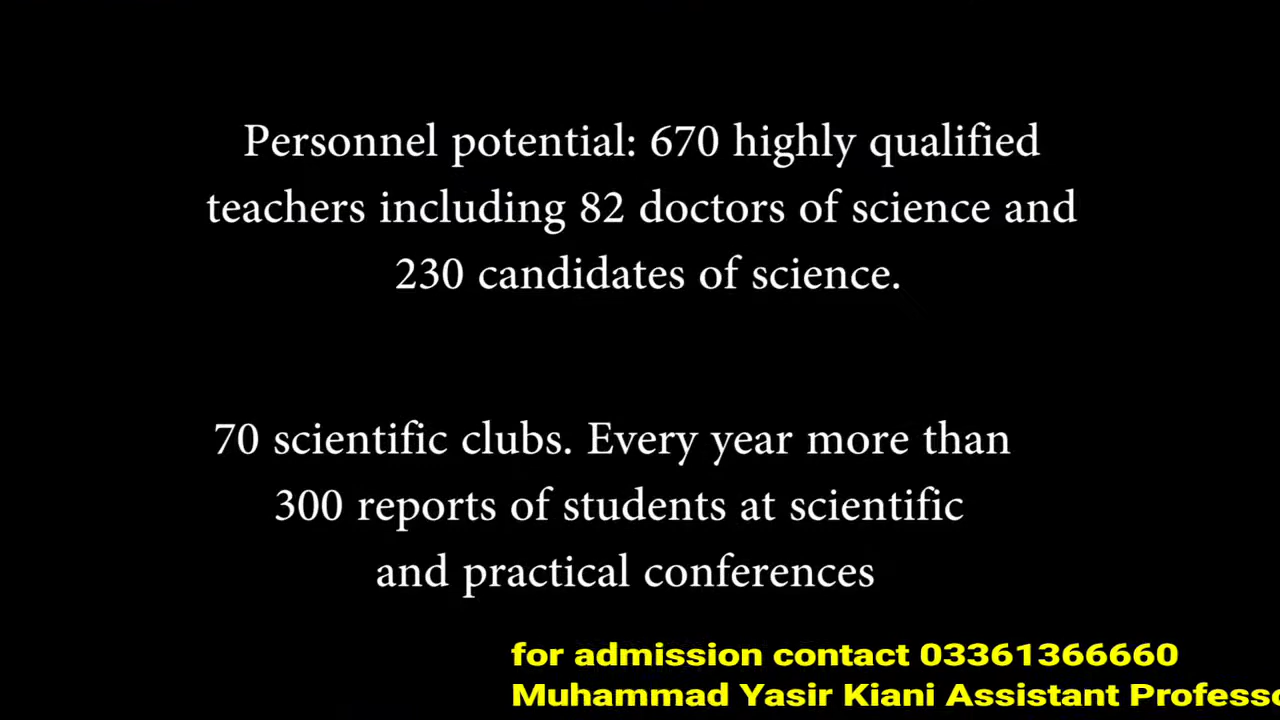 Personnel potential: 670 highly qualified
teachers including 82 doctors of science and
230 candidates of science.
70 scientific clubs. Every year more than
300 reports of students at scientific
and practical conferences
for admission contact 03361366660
Muhammad Yasir Kiani Assistant Professo